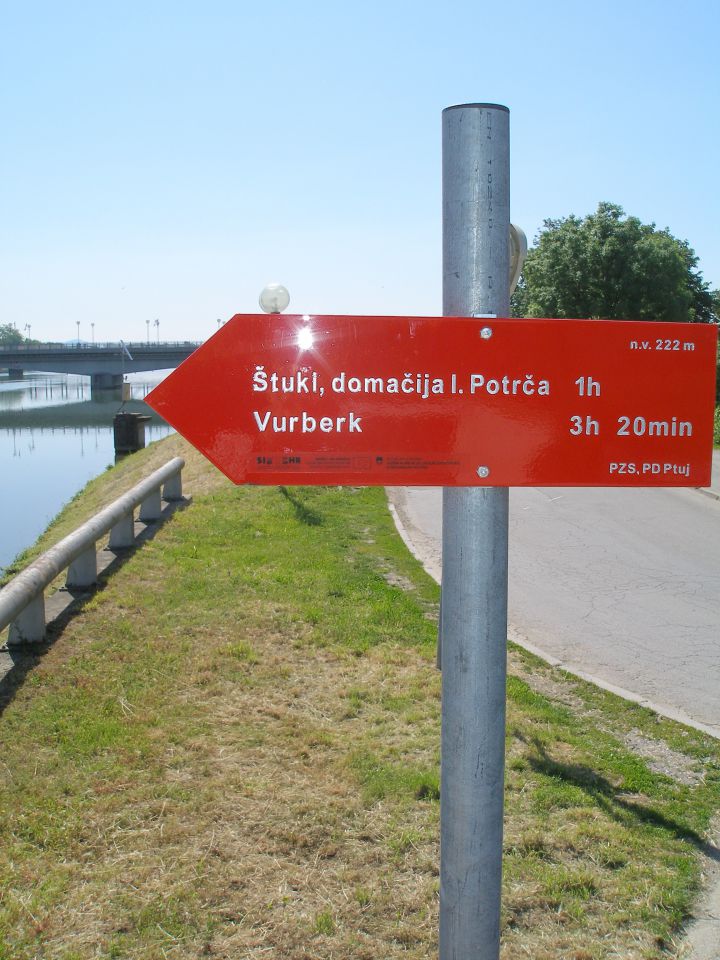 n.v. 222 m
Štuki, domačija I. Potrča 1h
Vurberk 3h 20min
PZS, PD Ptuj